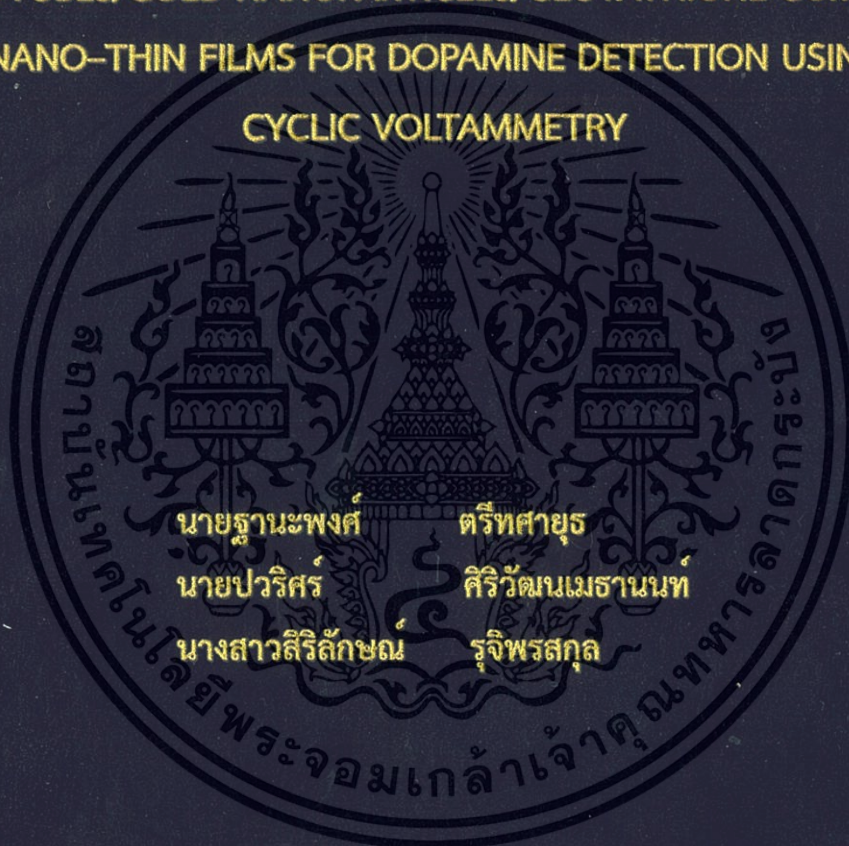 NANO-THIN FILMS FOR DOPAMINE DETECTION USIN
CYCLIC VOLTAMMETRY
นายฐานะพงศ์ ตรีทศายุธ
นายปวริศร์ ศิริวัฒนเมธานนท์
นางสาวสิริลักษณ์ รุจิพรสกุล
สถาบันเทคโนโลยีพระจอมเกล้าเจ้าคุณทหารลาดกระบัง